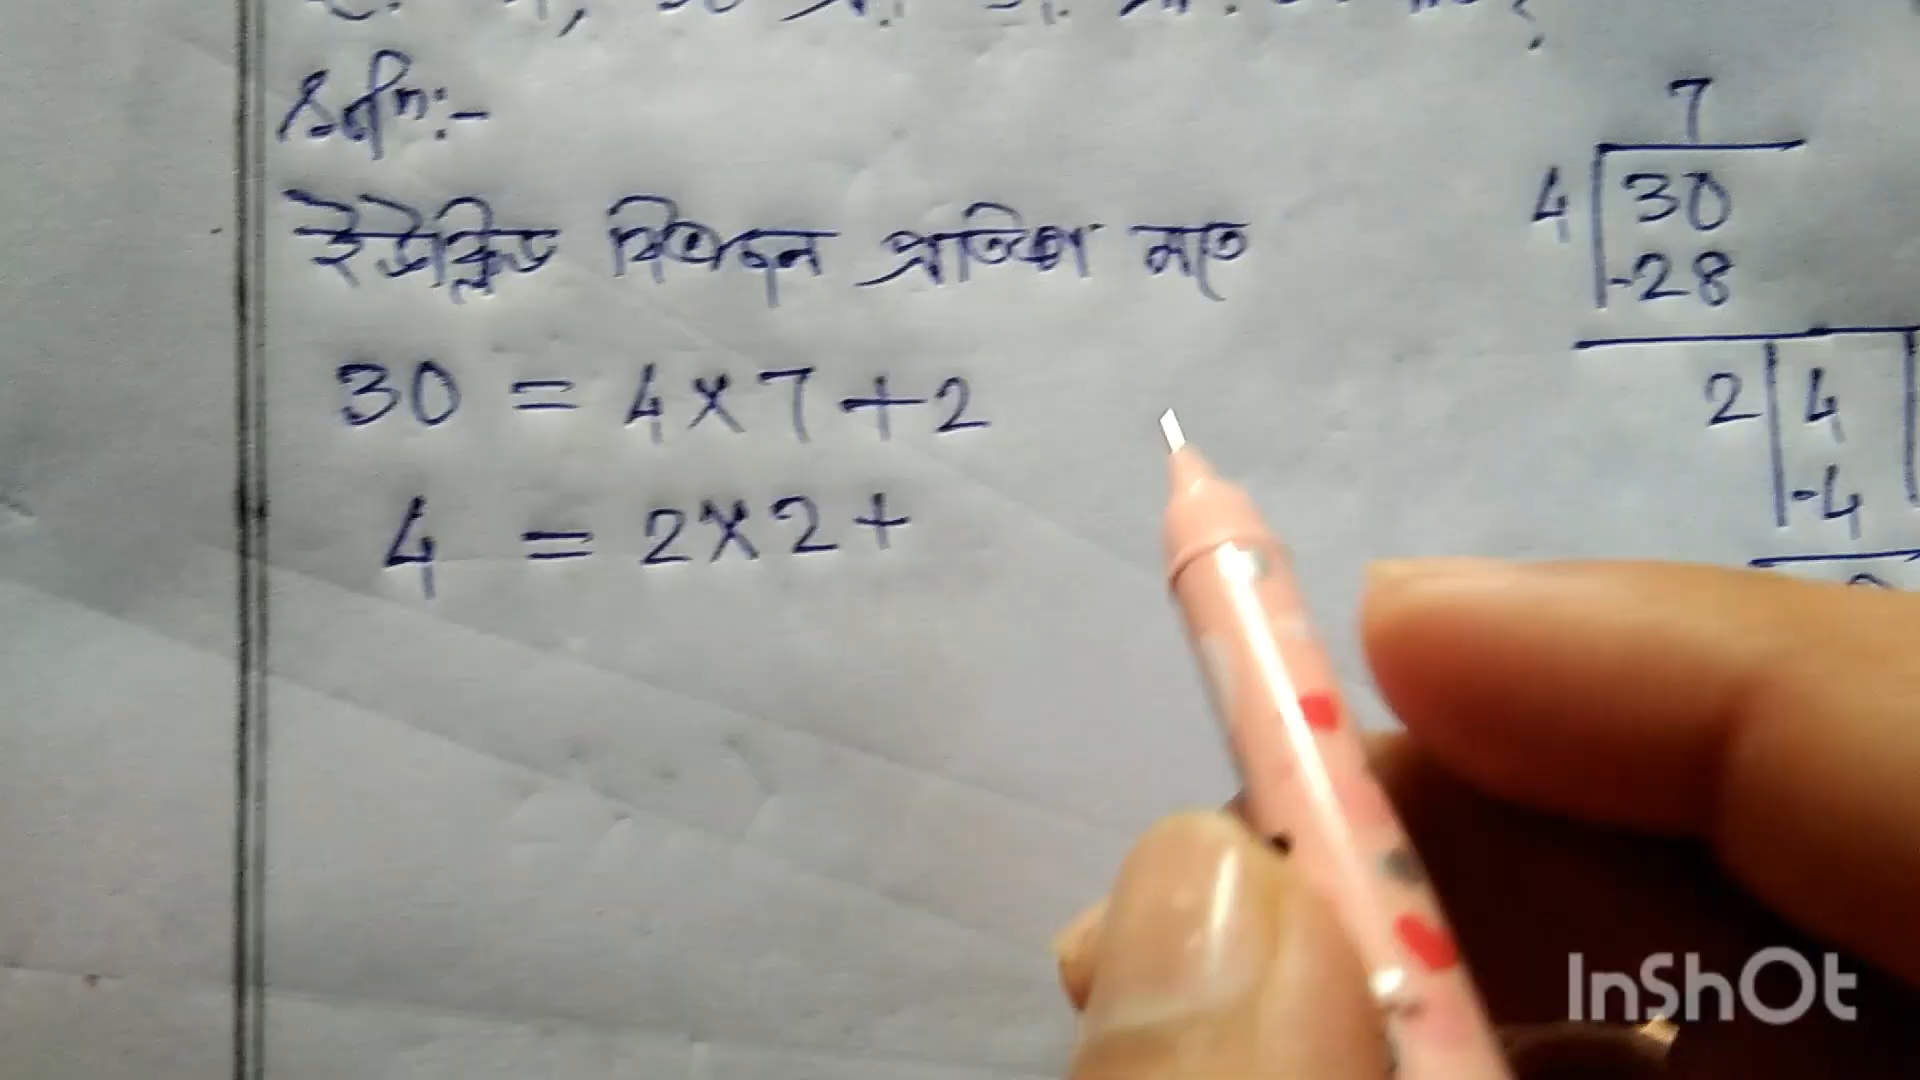 Soln:-
ইউক্লিড বিভাজন প্ৰতিজ্ঞা মতে
30 = 4×7+2
4 = 2×2+
7
4 30
-28
2 4
-4
InShOt